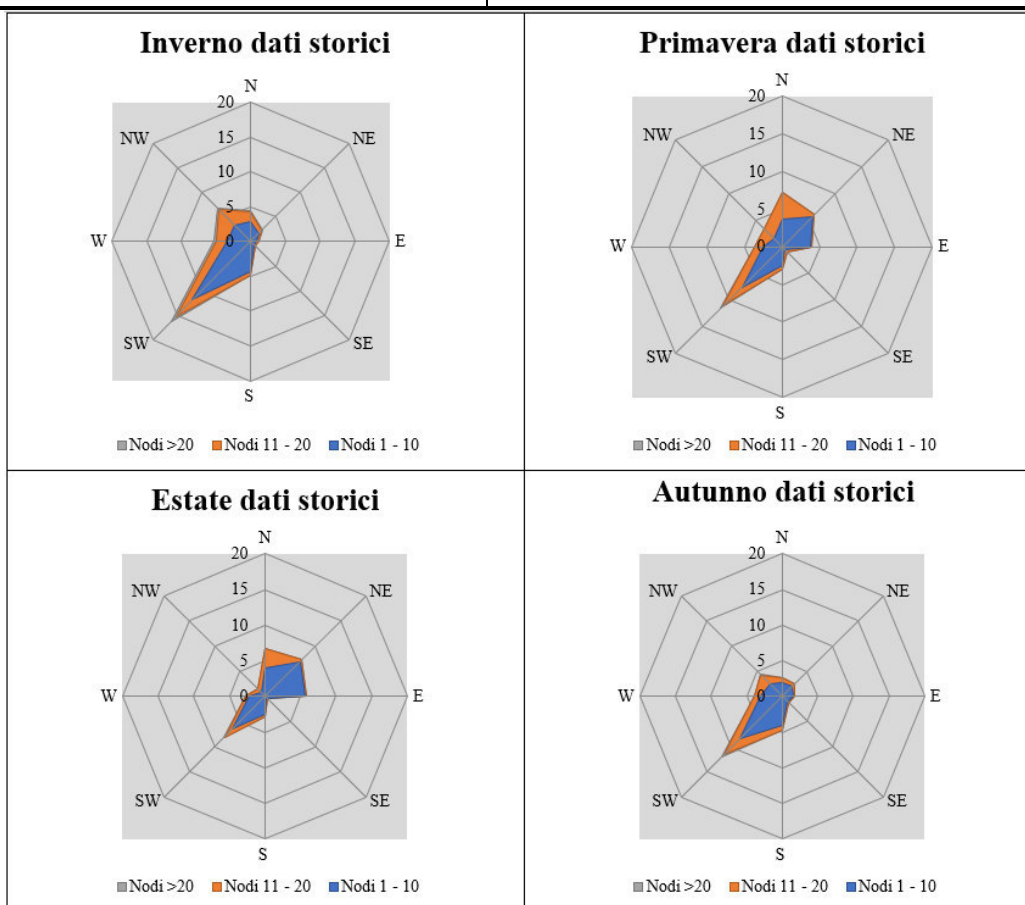 Inverno dati storici
N
20
NW
NE
15
10
5
W
0
E
SW
SE
S
Nodi >20 Nodi 11 - 20 Nodi 1 - 10
Primavera dati storici
N
20
NW
NE
15
10
5
W
0
E
SW
SE
S
Nodi >20 Nodi 11 - 20 Nodi 1 - 10
Estate dati storici
N
20
NW
NE
15
10
5
W
0
E
SW
SE
S
Nodi >20 Nodi 11 - 20 Nodi 1 - 10
Autunno dati storici
N
20
NW
NE
15
10
5
W
0
E
SW
SE
S
Nodi >20 Nodi 11 - 20 Nodi 1 - 10